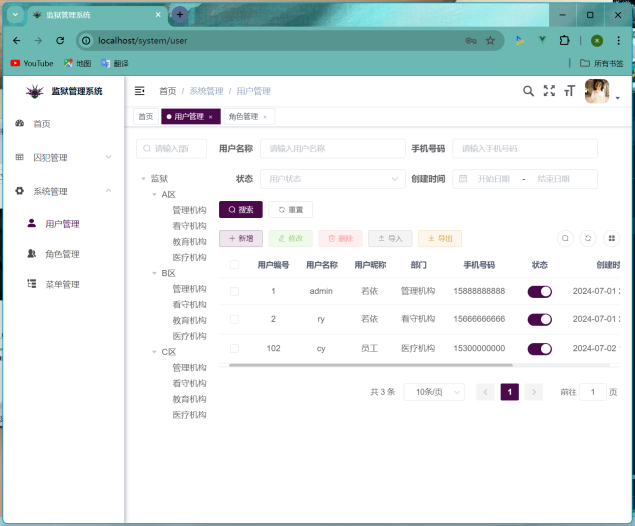 监狱管理系统
localhost/system/user
YouTube 地图 翻译 所有书签
监狱管理系统
首页 / 系统管理 / 用户管理
首页 用户管理 × 角色管理 ×
首页
囚犯管理
系统管理
用户管理
角色管理
菜单管理
请输入部
监狱
A区
管理机构
看守机构
教育机构
医疗机构
B区
管理机构
看守机构
教育机构
医疗机构
C区
管理机构
看守机构
教育机构
医疗机构
用户名称 请输入用户名称 手机号码 请输入手机号码
状态 用户状态 创建时间 开始日期 - 结束日期
搜索 重置
+ 新增 修改 删除 导入 导出
用户编号 用户名称 用户昵称 部门 手机号码 状态 创建时
1 admin 若依 管理机构 15888888888 2024-07-01
2 ry 若依 看守机构 15666666666 2024-07-01
102 cy 员工 医疗机构 15300000000 2024-07-02
共 3 条 10条/页 1 前往 1 页